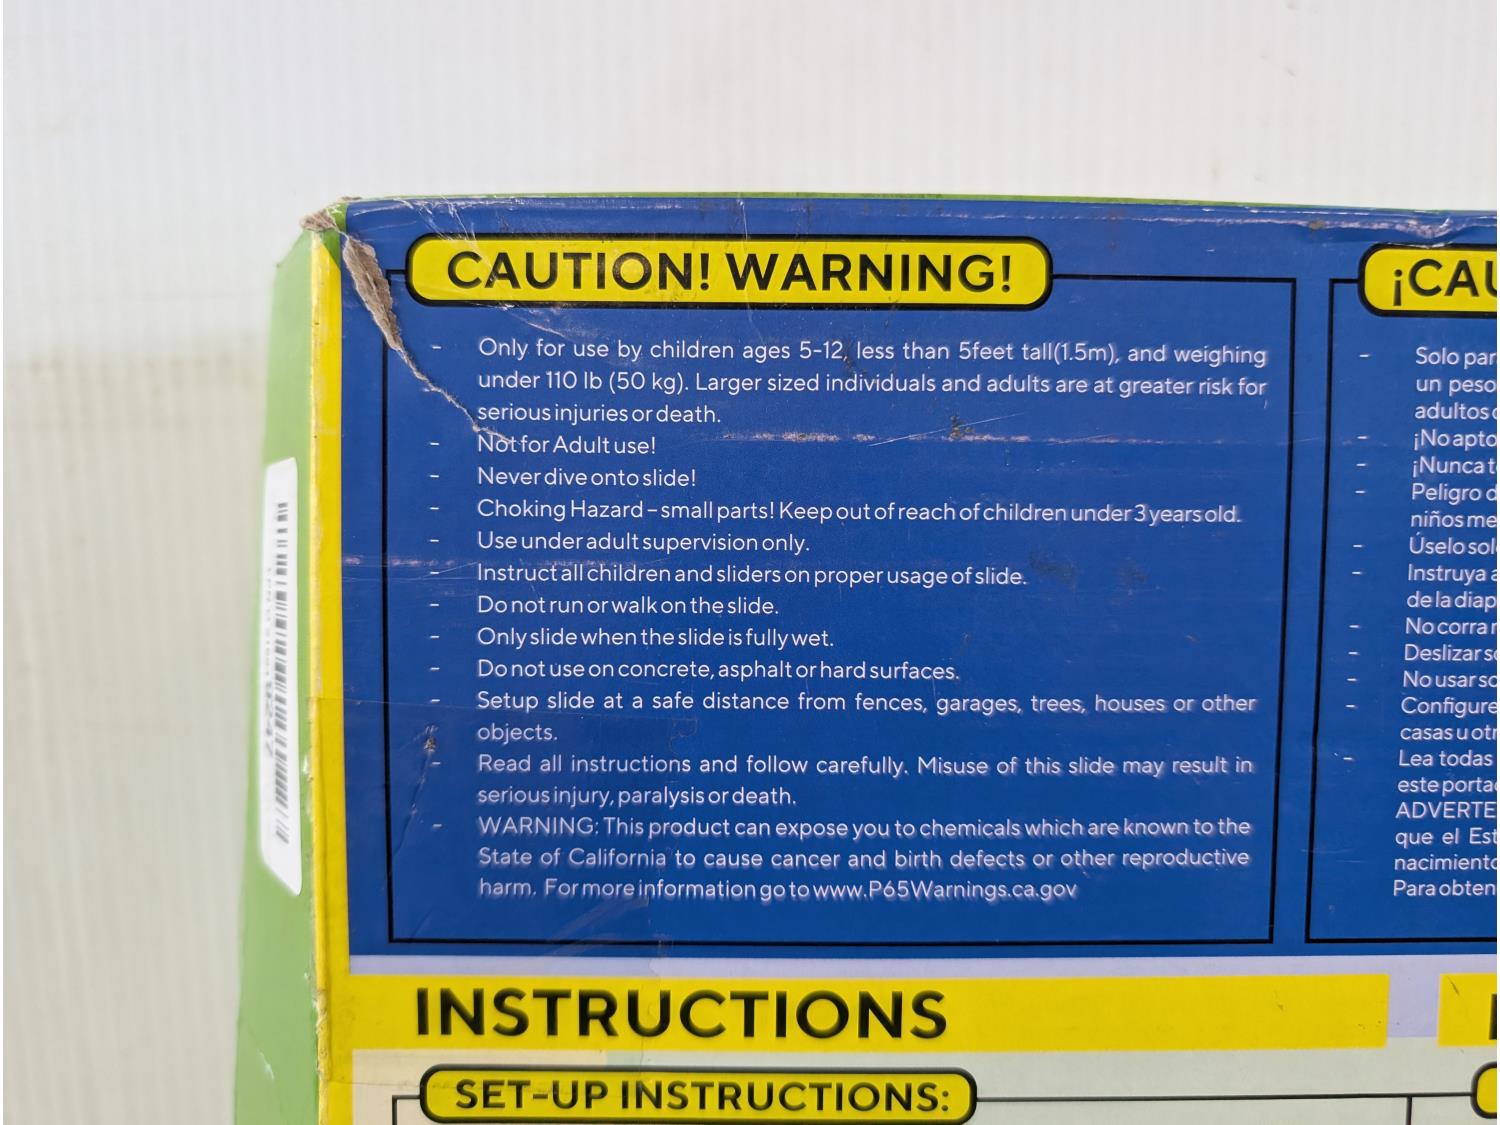 CAUTION! WARNING!
- Only for use by children ages 5-12, less than 5feet tall(1.5m), and weighing
under 110 lb (50 kg). Larger sized individuals and adults are at greater risk for
serious injuries or death.
- Not for Adult use!
- Never dive onto slide!
- Choking Hazard – small parts! Keep out of reach of children under 3 years old.
- Use under adult supervision only.
- Instruct all children and sliders on proper usage of slide.
- Do not run or walk on the slide.
- Only slide when the slide is fully wet.
- Do not use on concrete, asphalt or hard surfaces.
- Setup slide at a safe distance from fences, garages, trees, houses or other
objects.
- Read all instructions and follow carefully. Misuse of this slide may result in
serious injury, paralysis or death.
- WARNING: This product can expose you to chemicals which are known to the
State of California to cause cancer and birth defects or other reproductive
harm. For more information go to www.P65Warnings.ca.gov
¡CAU
- Solo par
un peso
adultos
- ¡No apto
- ¡Nunca t
- Peligro d
niños me
- Úselo sol
- Instruya a
de la diap
- No corra
- Deslizar s
- No usar so
- Configure
casas u otr
- Lea todas
este porta
ADVERTE
que el Est
nacimiento
Para obten
INSTRUCTIONS
SET-UP INSTRUCTIONS: